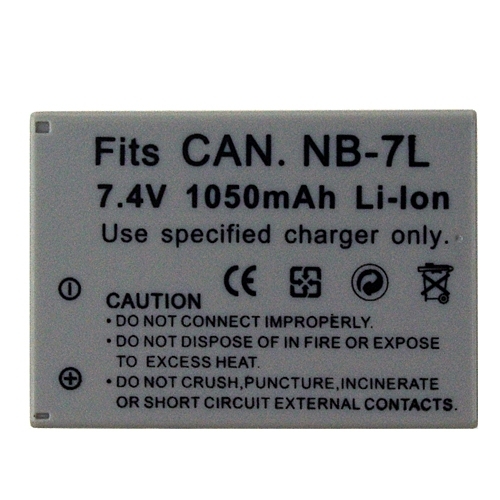 Fits CAN. NB-7L
7.4V 1050mAh Li-Ion
Use specified charger only.
CE
CAUTION
• DO NOT CONNECT IMPROPERLY.
• DO NOT DISPOSE OF IN FIRE OR EXPOSE
TO EXCESS HEAT.
• DO NOT CRUSH,PUNCTURE, INCINERATE
OR SHORT CIRCUIT EXTERNAL CONTACTS.